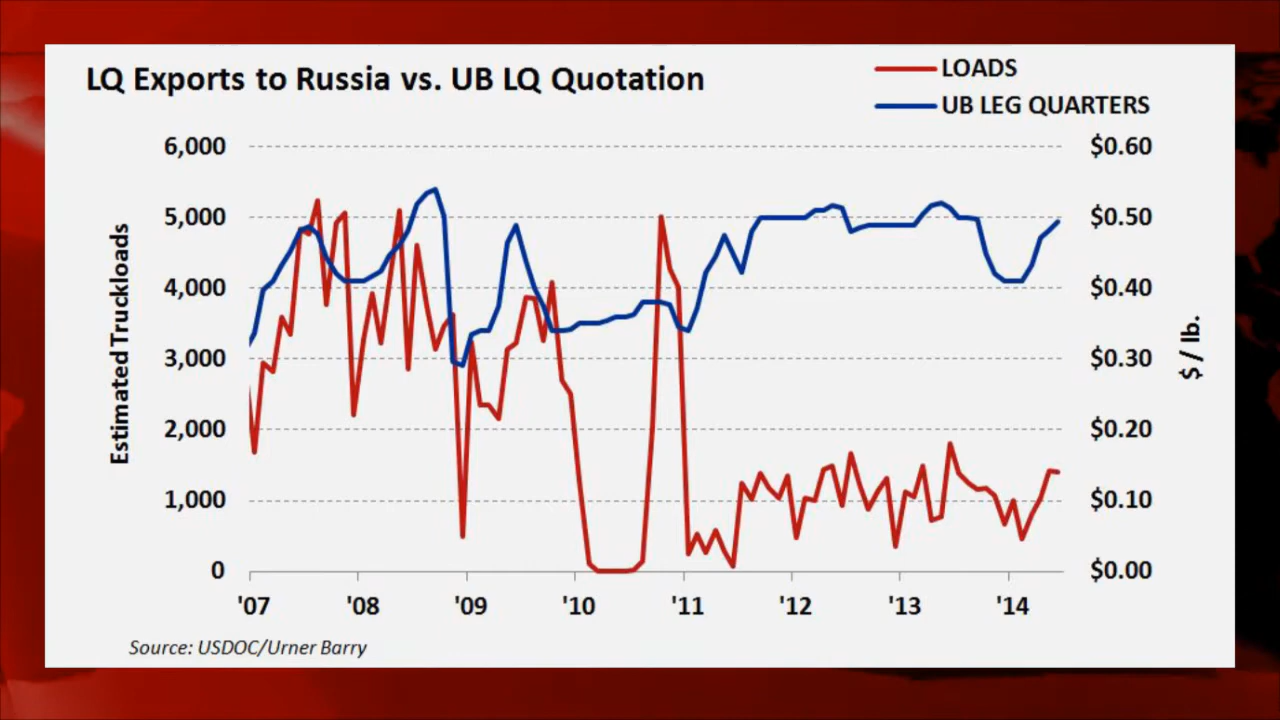 LQ Exports to Russia vs. UB LQ Quotation
LOADS
UB LEG QUARTERS
Estimated Truckloads
6,000
5,000
4,000
3,000
2,000
1,000
0
$0.60
$0.50
$0.40
$0.30
$0.20
$0.10
$0.00
$ / lb.
'07 '08 '09 '10 '11 '12 '13 '14
Source: USDOC/Urner Barry